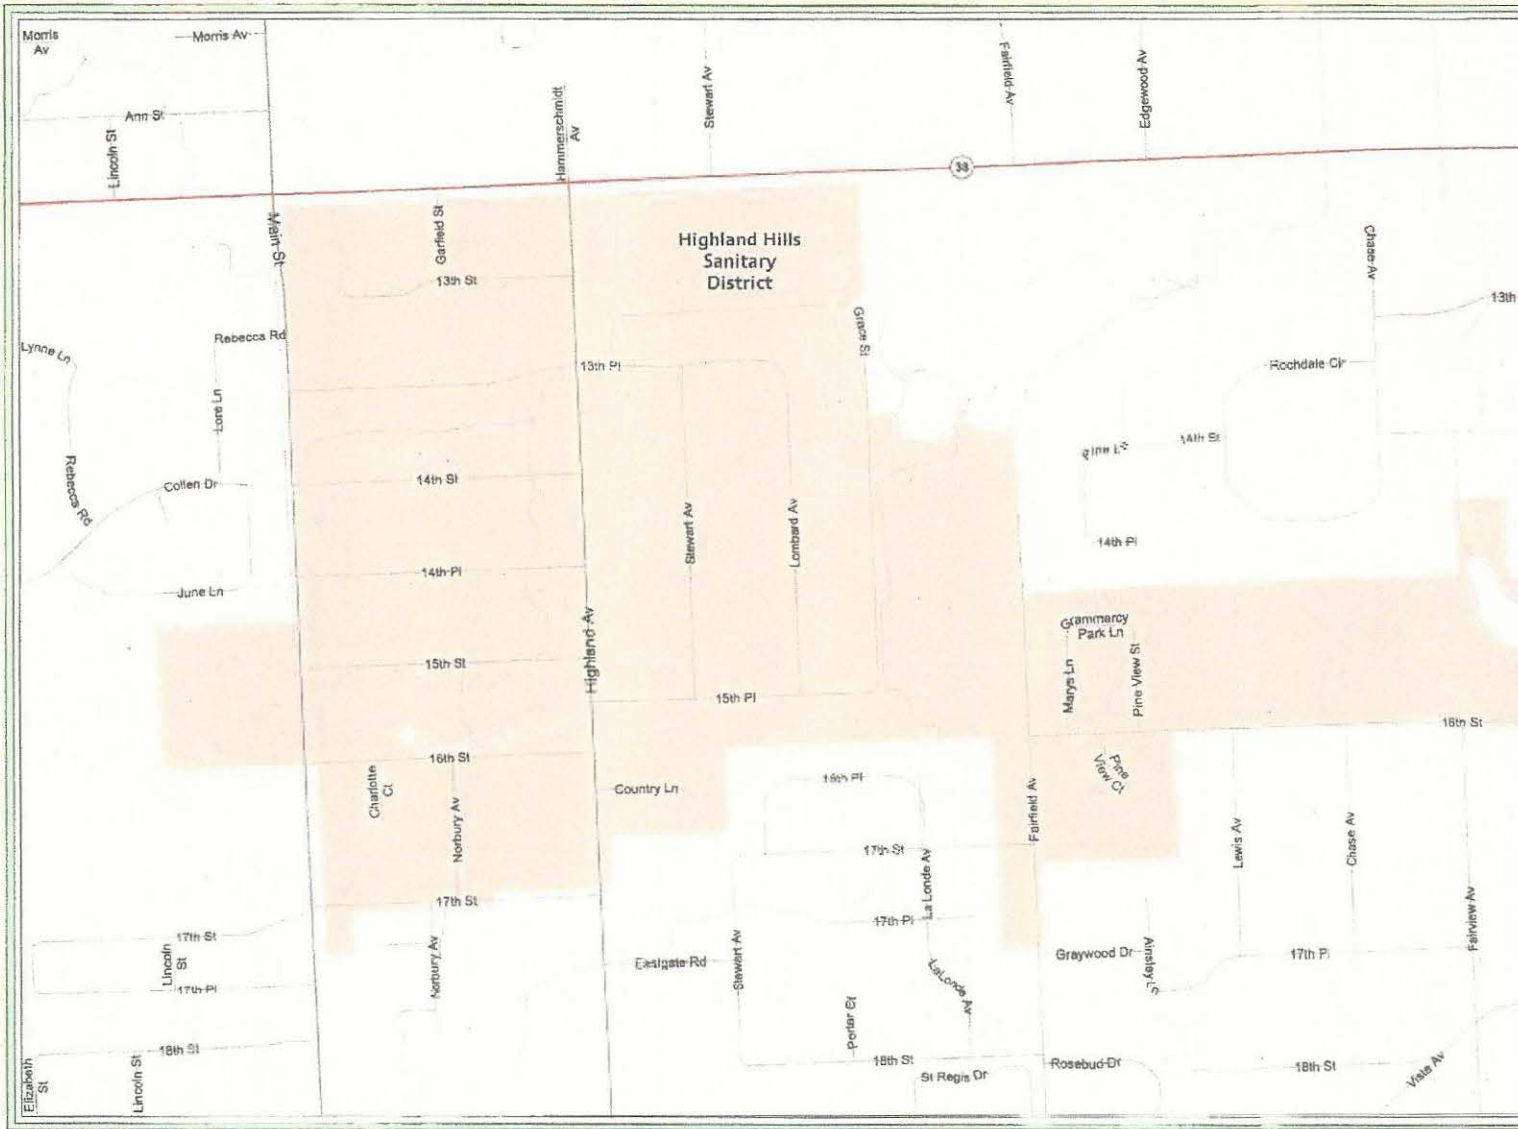 Morris
Av
Morris Av
Ann St
Lincoln St
Hammerschmidt
Av
Stewart Av
Fairfield Av
Edgewood Av
38
Main St
Garfield St
Highland Hills
Sanitary
District
Chase Av
13th St
13th
Rebecca Rd
Lynne Ln
Grace St
13th Pl
Rochdale Cir
Lore Ln
14th St
Pine Ln
14th St
Rebecca Rd
Collen Dr
Stewart Av
Lombard Av
14th Pl
14th Pl
June Ln
Highland Av
Grammercy
Park Ln
15th St
Marys Ln
Pine View St
15th Pl
16th St
16th St
Charlotte
Ct
Country Ln
16th Pl
Pine
View Ct
Norbury Av
Fairfield Av
Lewis Av
Chase Av
17th St
La Londe Av
17th St
17th Pl
Fairview Av
17th St
Lincoln
St
17th Pl
Norbury Av
Eastgate Rd
Stewart Av
LaLonde Av
Graywood Dr
Ainsley Ln
17th Pl
Porter Ct
18th St
18th St
St Regis Dr
Rosebud Dr
18th St
Vista Av
Elizabeth
St
Lincoln St